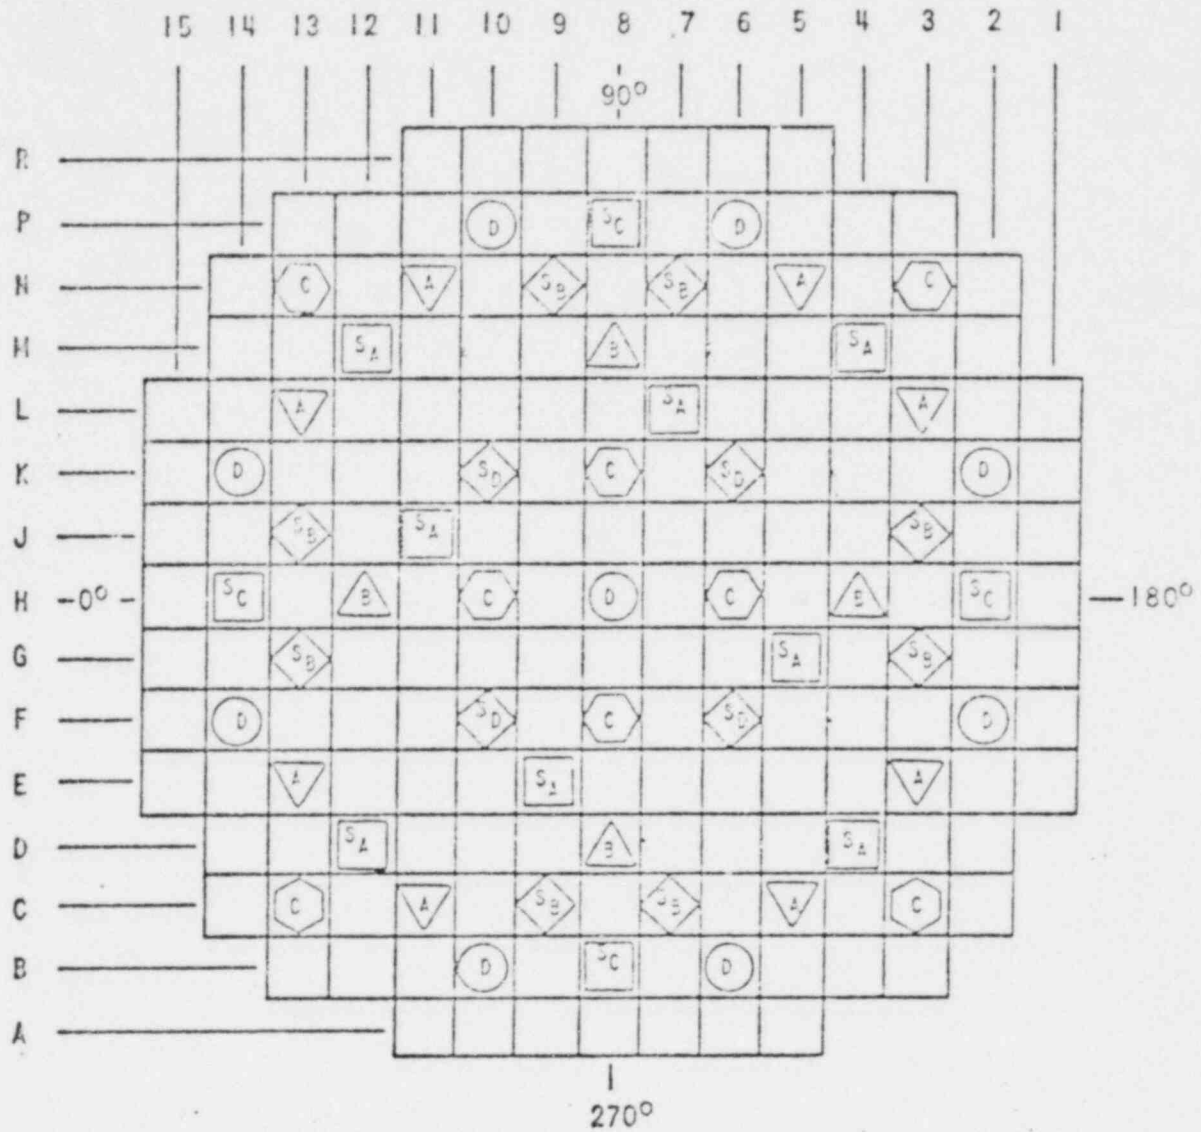 15 14 13 12 11 10 9 8 7 6 5 4 3 2 1
90°
R
P D SC D
N C A SB SB A C
M SA B SA
L A SA A
K D SD C SD D
J SB SA SB
H 0° SC B C D C B SC 180°
G SB SA SB
F D SD C SD D
E A SA A
D SA B SA
C C A SB SB A C
B D SC D
A
270°